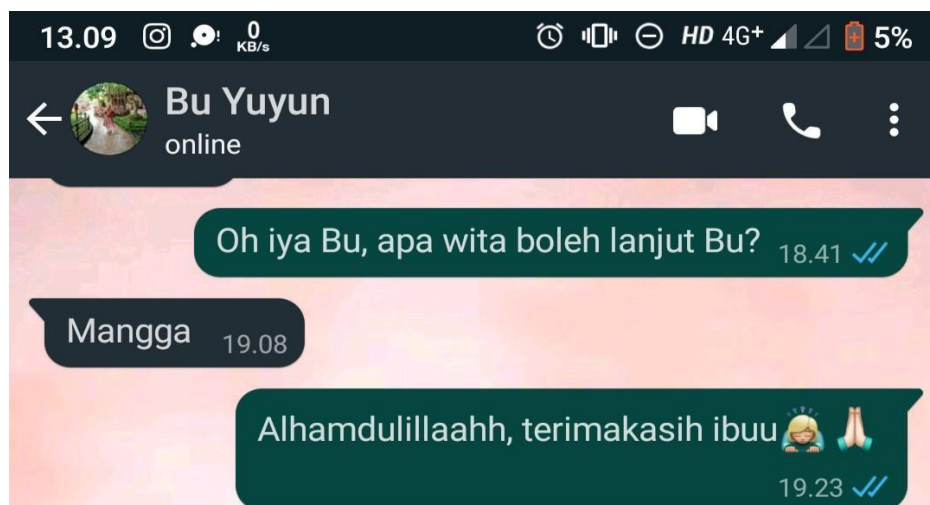 13.09 0 KB/s HD 4G+ 5%
Bu Yuyun
online
Oh iya Bu, apa wita boleh lanjut Bu? 18.41
Mangga 19.08
Alhamdulillaahh, terimakasih ibuu🙇🙏
19.23